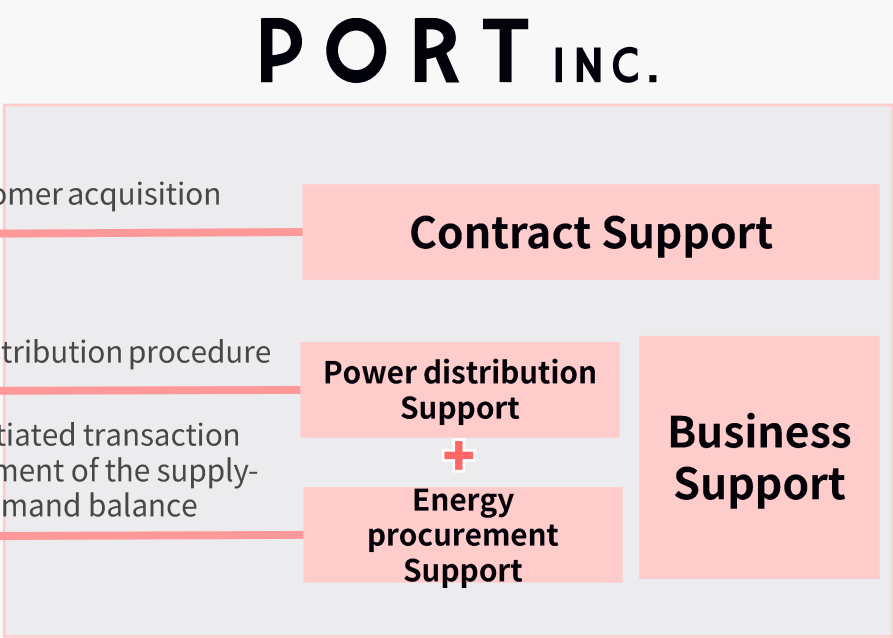 PORT INC.
omer acquisition
Contract Support
tribution procedure
Power distribution
Support
tiated transaction
ment of the supply-
mand balance
+
Energy
procurement
Support
Business
Support